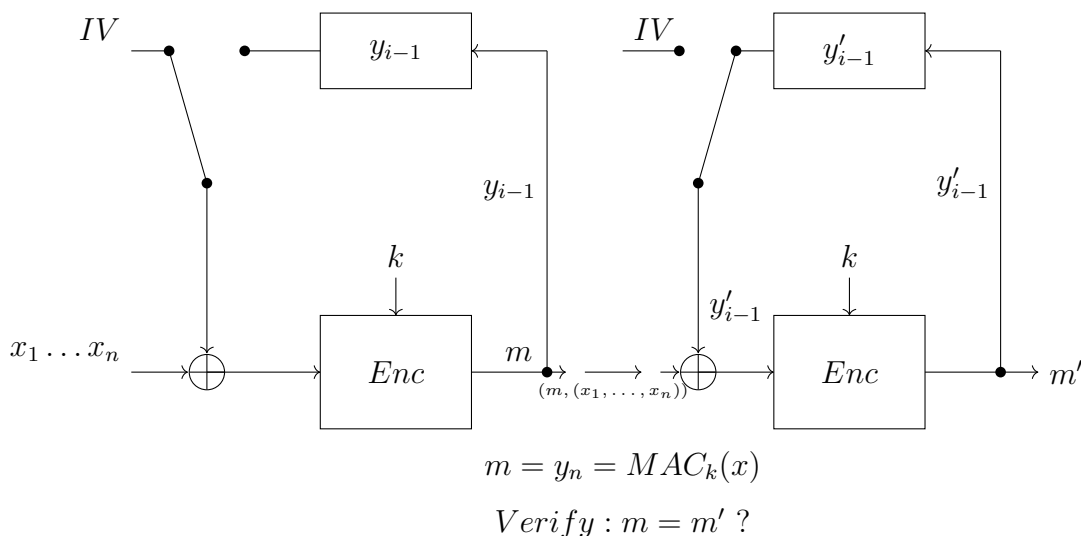 IV
y_{i−1}
IV
y'_{i−1}
y_{i−1}
y'_{i−1}
k
k
y'_{i−1}
x_1 … x_n
Enc
m
(m, (x_1, …, x_n))
Enc
m'
m = y_n = MAC_k(x)
Verify : m = m' ?